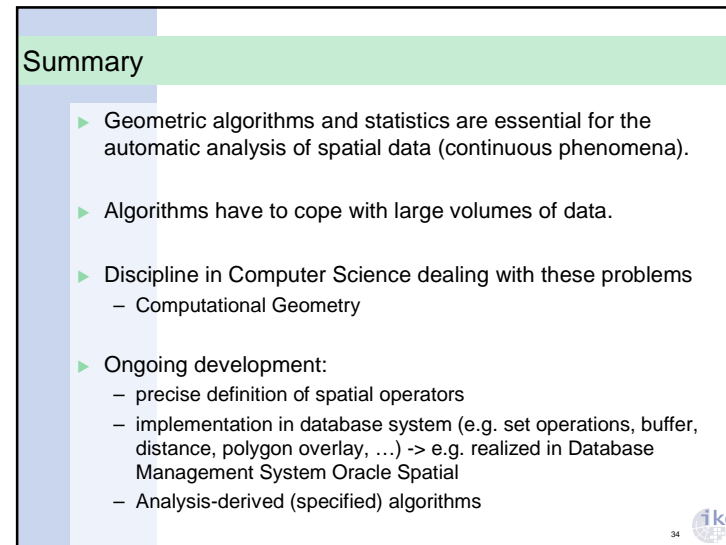 Summary
▶ Geometric algorithms and statistics are essential for the
automatic analysis of spatial data (continuous phenomena).
▶ Algorithms have to cope with large volumes of data.
▶ Discipline in Computer Science dealing with these problems
– Computational Geometry
▶ Ongoing development:
– precise definition of spatial operators
– implementation in database system (e.g. set operations, buffer,
distance, polygon overlay, …) -> e.g. realized in Database
Management System Oracle Spatial
– Analysis-derived (specified) algorithms
34